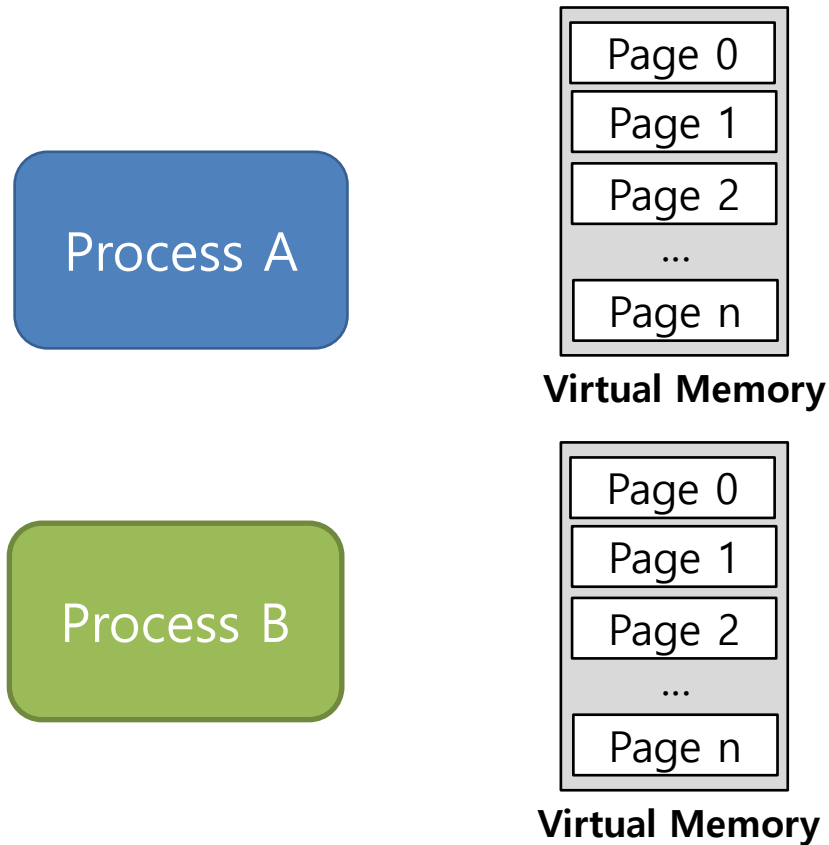 Process A
Page 0
Page 1
Page 2
...
Page n
Virtual Memory
Process B
Page 0
Page 1
Page 2
...
Page n
Virtual Memory